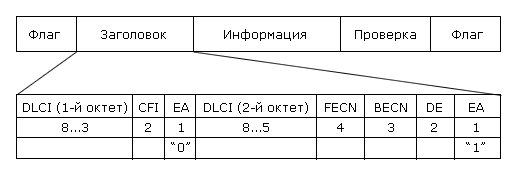 Флаг Заголовок Информация Проверка Флаг
DLCI (1-й октет) CFI EA DLCI (2-й октет) FECN BECN DE EA
8...3 2 1 8...5 4 3 2 1
“0” “1”